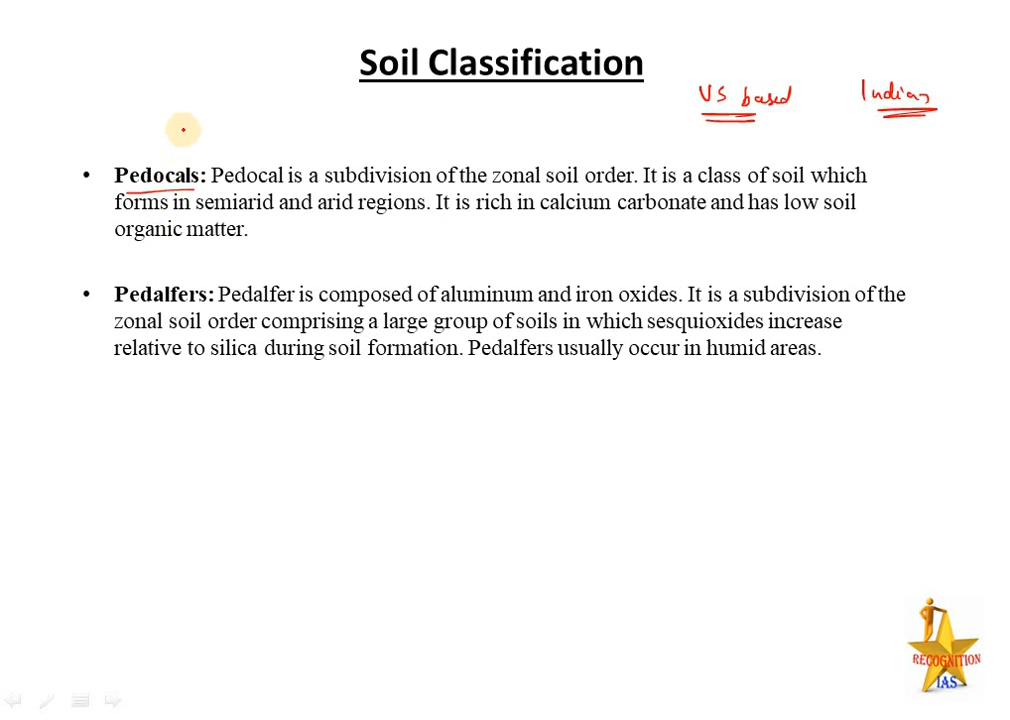 Soil Classification
US based Indian
• Pedocals: Pedocal is a subdivision of the zonal soil order. It is a class of soil which
forms in semiarid and arid regions. It is rich in calcium carbonate and has low soil
organic matter.
• Pedalfers: Pedalfer is composed of aluminum and iron oxides. It is a subdivision of the
zonal soil order comprising a large group of soils in which sesquioxides increase
relative to silica during soil formation. Pedalfers usually occur in humid areas.
RECOGNITION
IAS